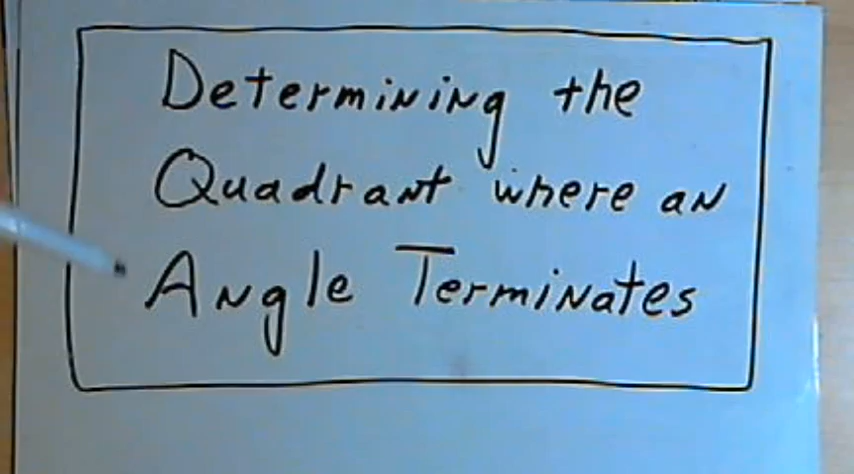 Determining the
Quadrant where an
Angle Terminates